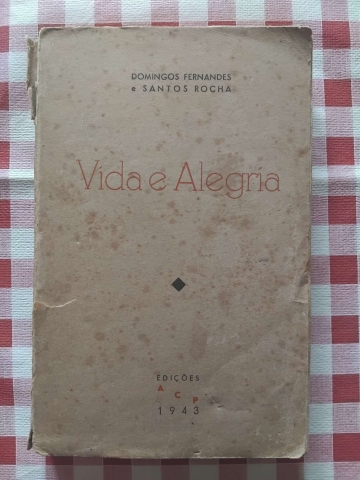 DOMINGOS FERNANDES
e SANTOS ROCHA
Vida e Alegria
EDIÇÕES
A C P
1943